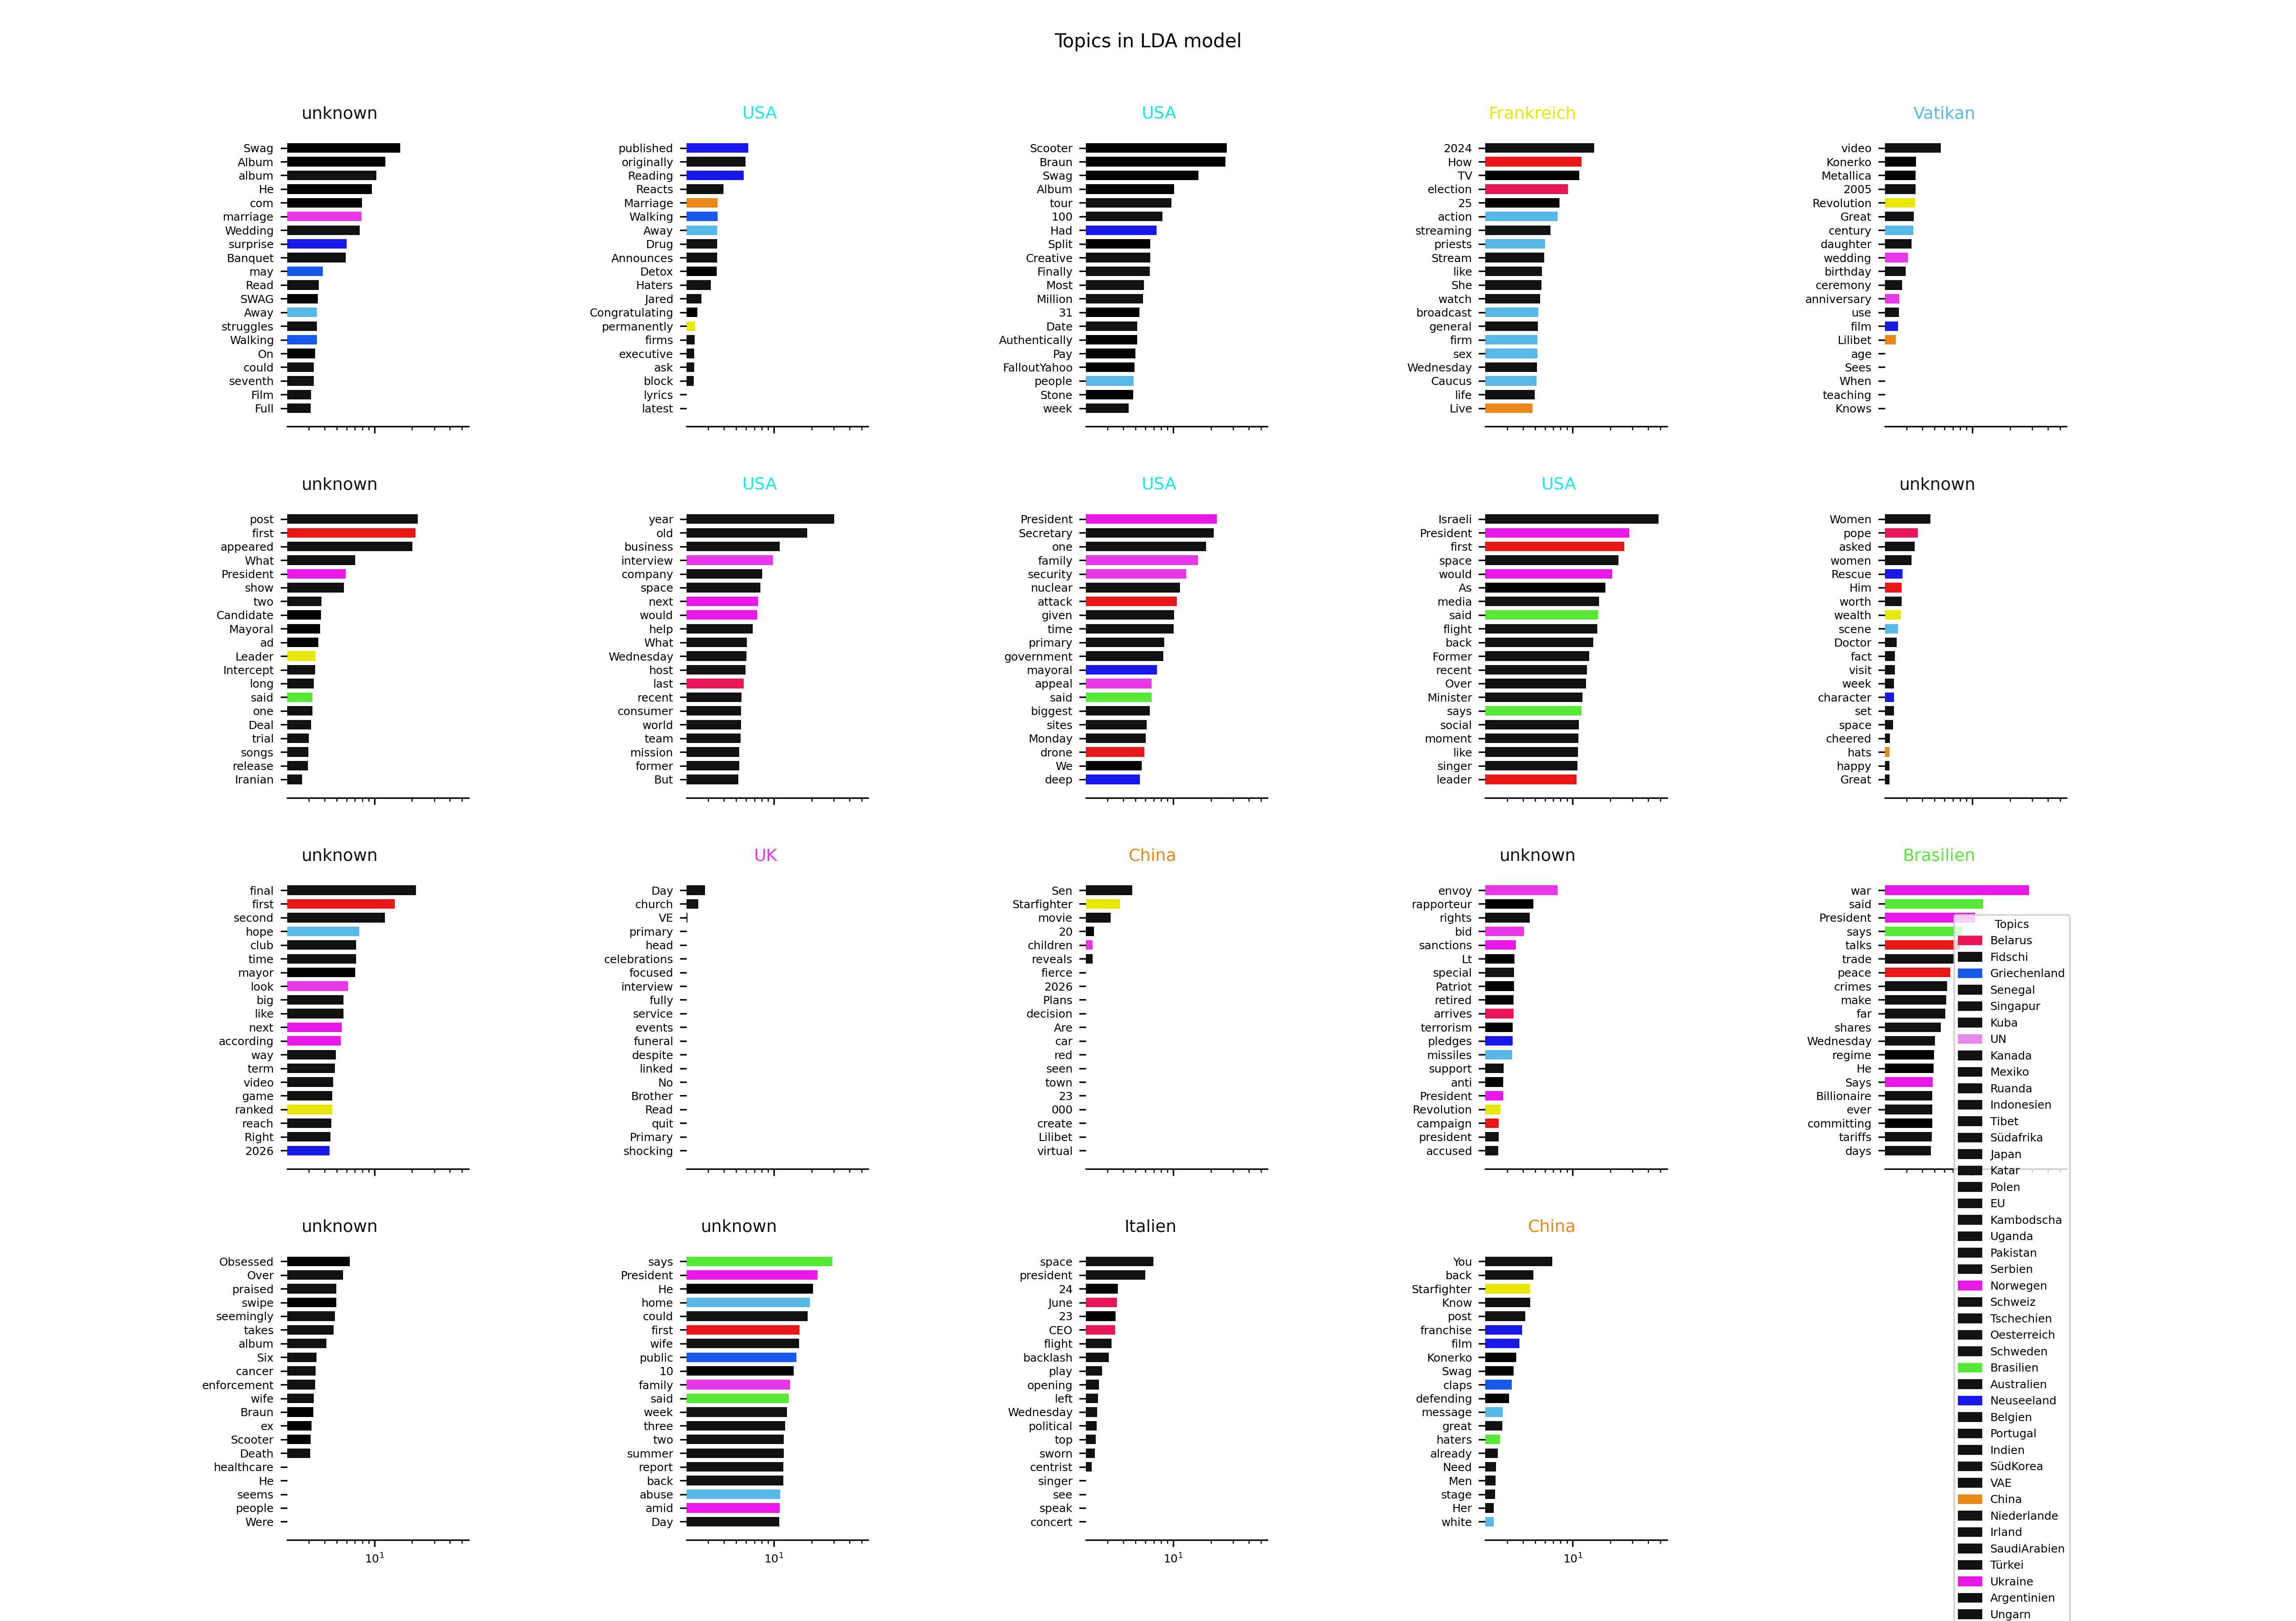 Topics in LDA model
unknown
Swag
Album
album
He
com
marriage
Wedding
surprise
Banquet
may
Read
SWAG
Away
struggles
Walking
On
could
seventh
Film
Full
USA
published
originally
Reading
Reacts
Marriage
Walking
Away
Drug
Announces
Detox
Haters
Jared
Congratulating
permanently
firms
executive
ask
block
lyrics
latest
USA
Scooter
Braun
Swag
Album
tour
100
Had
Split
Creative
Finally
Most
Million
31
Date
Authentically
Pay
FalloutYahoo
people
Stone
week
Frankreich
2024
How
TV
election
25
action
streaming
priests
Stream
like
She
watch
broadcast
general
firm
sex
Wednesday
Caucus
life
Live
Vatikan
video
Konerko
Metallica
2005
Revolution
Great
century
daughter
wedding
birthday
ceremony
anniversary
use
film
Lilibet
age
Sees
When
teaching
Knows
unknown
post
first
appeared
What
President
show
two
Candidate
Mayoral
ad
Leader
Intercept
long
said
one
Deal
trial
songs
release
Iranian
USA
year
old
business
interview
company
space
next
would
help
What
Wednesday
host
last
recent
consumer
world
team
mission
former
But
USA
President
Secretary
one
family
security
nuclear
attack
given
time
primary
government
mayoral
appeal
said
biggest
sites
Monday
drone
We
deep
USA
Israeli
President
first
space
would
As
media
said
flight
back
Former
recent
Over
Minister
says
social
moment
like
singer
leader
unknown
Women
pope
asked
women
Rescue
Him
worth
wealth
scene
Doctor
fact
visit
week
character
set
space
cheered
hats
happy
Great
unknown
final
first
second
hope
club
time
mayor
look
big
like
next
according
way
term
video
game
ranked
reach
Right
2026
UK
Day
church
VE
primary
head
celebrations
focused
interview
fully
service
events
funeral
despite
linked
No
Brother
Read
quit
Primary
shocking
China
Sen
Starfighter
movie
20
children
reveals
fierce
2026
Plans
decision
Are
car
red
seen
town
23
000
create
Lilibet
virtual
unknown
envoy
rapporteur
rights
bid
sanctions
Lt
special
Patriot
retired
arrives
terrorism
pledges
missiles
support
anti
President
Revolution
campaign
president
accused
Brasilien
war
said
President
says
talks
trade
peace
crimes
make
far
shares
Wednesday
regime
He
Says
Billionaire
ever
committing
tariffs
days
unknown
Obsessed
Over
praised
swipe
seemingly
takes
album
Six
cancer
enforcement
wife
Braun
ex
Scooter
Death
healthcare
He
seems
people
Were
10¹
unknown
says
President
He
home
could
first
wife
public
10
family
said
week
three
two
summer
report
back
abuse
amid
Day
10¹
Italien
space
president
24
June
23
CEO
flight
backlash
play
opening
left
Wednesday
political
top
sworn
centrist
singer
see
speak
concert
10¹
China
You
back
Starfighter
Know
post
franchise
film
Konerko
Swag
claps
defending
message
great
haters
already
Need
Men
stage
Her
white
10¹
Topics
Belarus
Fidschi
Griechenland
Senegal
Singapur
Kuba
UN
Kanada
Mexiko
Ruanda
Indonesien
Tibet
Südafrika
Japan
Katar
Polen
EU
Kambodscha
Uganda
Pakistan
Serbien
Norwegen
Schweiz
Tschechien
Oesterreich
Schweden
Brasilien
Australien
Neuseeland
Belgien
Portugal
Indien
SüdKorea
VAE
China
Niederlande
Irland
SaudiArabien
Türkei
Ukraine
Argentinien
Ungarn